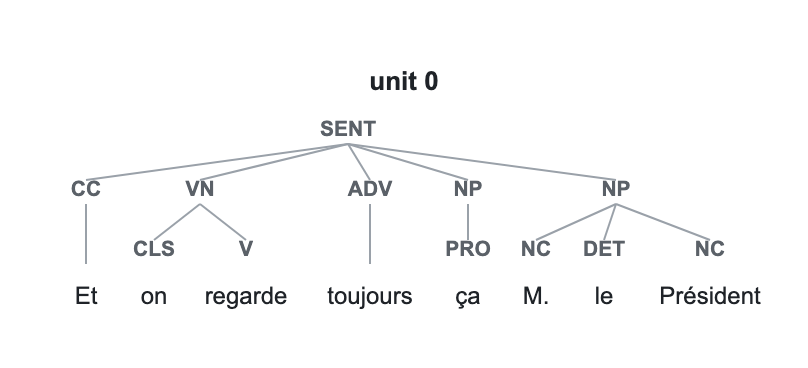 unit 0
SENT
CC VN ADV NP NP
CLS V PRO NC DET NC
Et on regarde toujours ça M. le Président